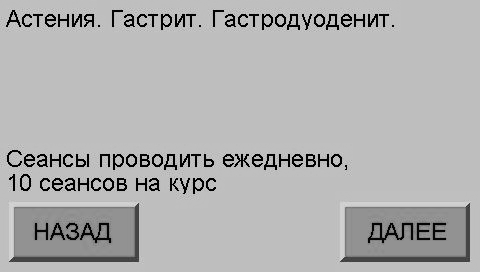 Астения. Гастрит. Гастродуоденит.
Сеансы проводить ежедневно,
10 сеансов на курс
НАЗАД ДАЛЕЕ